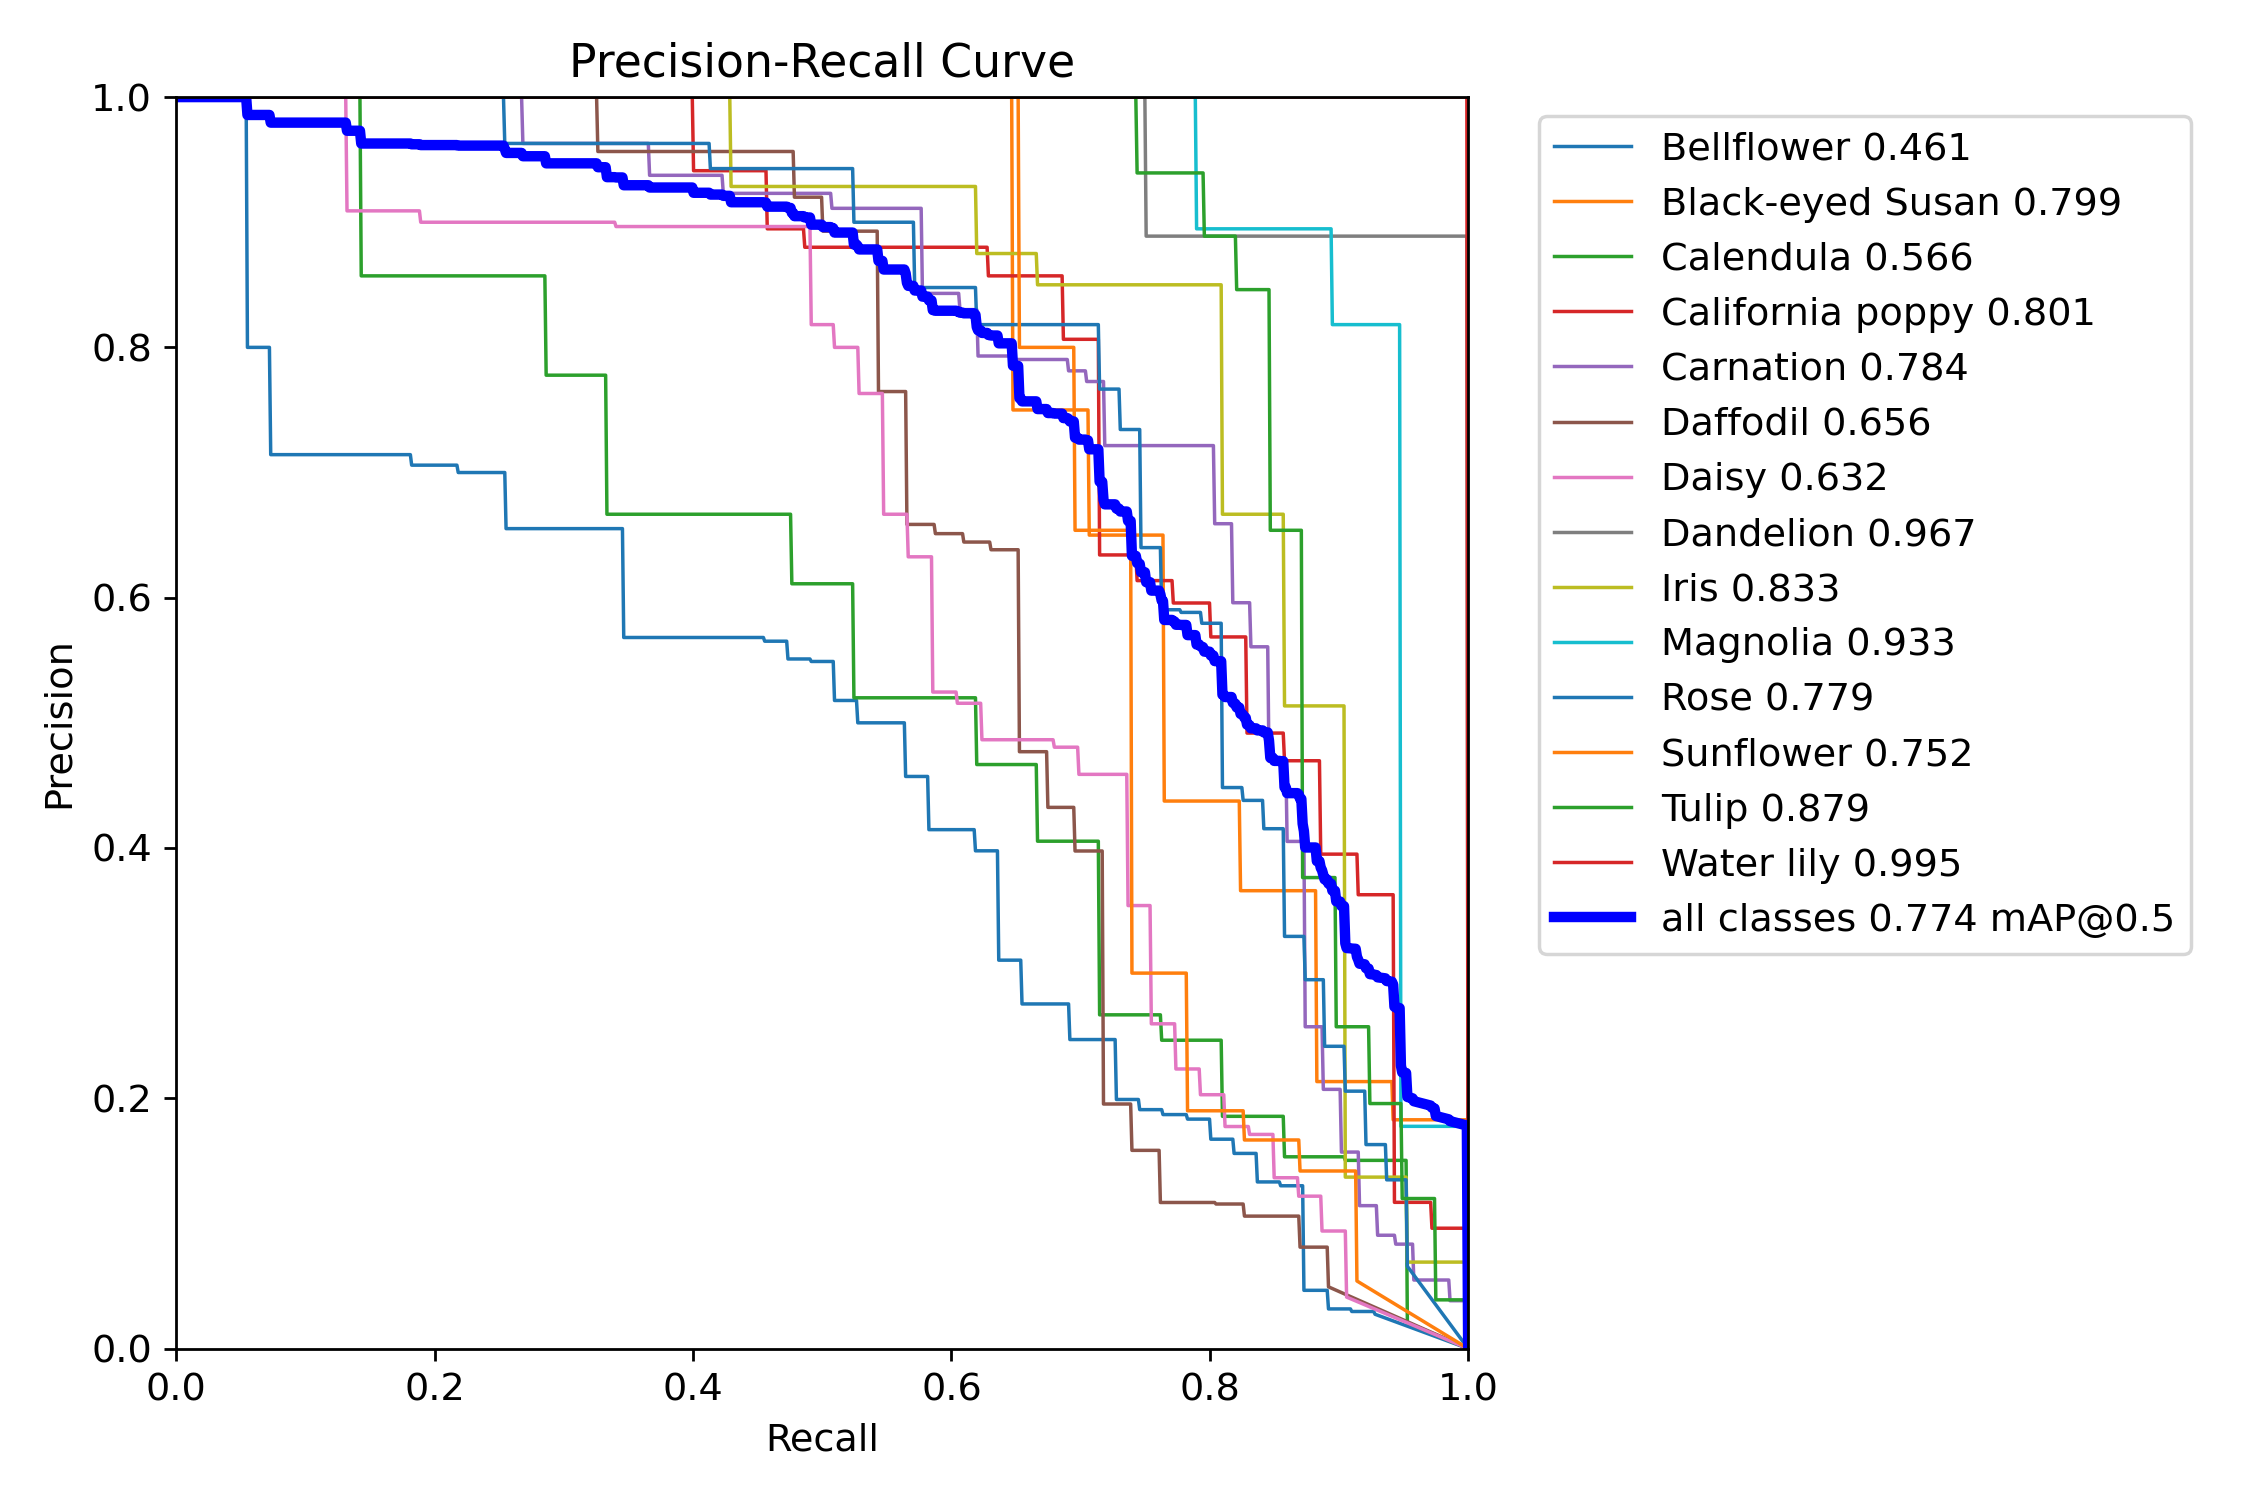 Precision-Recall Curve
1.0
0.8
0.6
0.4
0.2
0.0
Precision
0.0 0.2 0.4 0.6 0.8 1.0
Recall
Bellflower 0.461
Black-eyed Susan 0.799
Calendula 0.566
California poppy 0.801
Carnation 0.784
Daffodil 0.656
Daisy 0.632
Dandelion 0.967
Iris 0.833
Magnolia 0.933
Rose 0.779
Sunflower 0.752
Tulip 0.879
Water lily 0.995
all classes 0.774 mAP@0.5